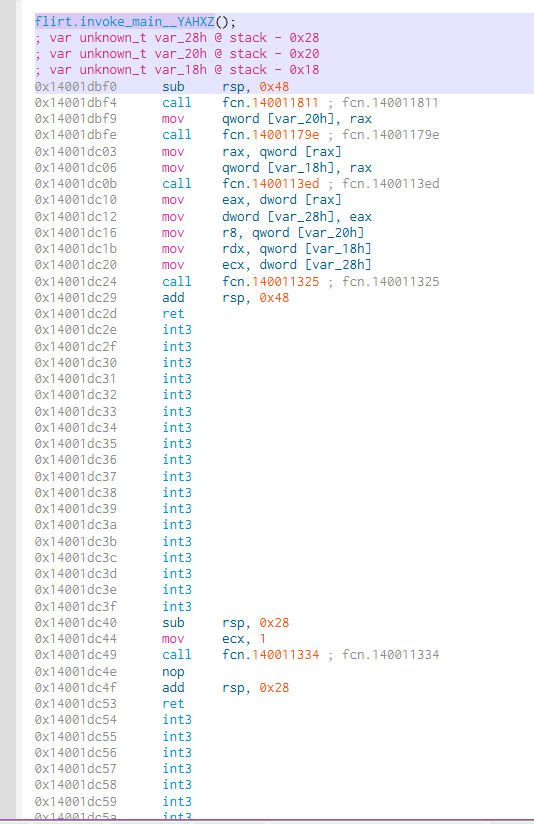 flirt.invoke_main__YAHXZ();
; var unknown_t var_28h @ stack - 0x28
; var unknown_t var_20h @ stack - 0x20
; var unknown_t var_18h @ stack - 0x18
0x14001dbf0 sub rsp, 0x48
0x14001dbf4 call fcn.140011811 ; fcn.140011811
0x14001dbf9 mov qword [var_20h], rax
0x14001dbfe call fcn.14001179e ; fcn.14001179e
0x14001dc03 mov rax, qword [rax]
0x14001dc06 mov qword [var_18h], rax
0x14001dc0b call fcn.1400113ed ; fcn.1400113ed
0x14001dc10 mov eax, dword [rax]
0x14001dc12 mov dword [var_28h], eax
0x14001dc16 mov r8, qword [var_20h]
0x14001dc1b mov rdx, qword [var_18h]
0x14001dc20 mov ecx, dword [var_28h]
0x14001dc24 call fcn.140011325 ; fcn.140011325
0x14001dc29 add rsp, 0x48
0x14001dc2d ret
0x14001dc2e int3
0x14001dc2f int3
0x14001dc30 int3
0x14001dc31 int3
0x14001dc32 int3
0x14001dc33 int3
0x14001dc34 int3
0x14001dc35 int3
0x14001dc36 int3
0x14001dc37 int3
0x14001dc38 int3
0x14001dc39 int3
0x14001dc3a int3
0x14001dc3b int3
0x14001dc3c int3
0x14001dc3d int3
0x14001dc3e int3
0x14001dc3f int3
0x14001dc40 sub rsp, 0x28
0x14001dc44 mov ecx, 1
0x14001dc49 call fcn.140011334 ; fcn.140011334
0x14001dc4e nop
0x14001dc4f add rsp, 0x28
0x14001dc53 ret
0x14001dc54 int3
0x14001dc55 int3
0x14001dc56 int3
0x14001dc57 int3
0x14001dc58 int3
0x14001dc59 int3
0x14001dc5a int3